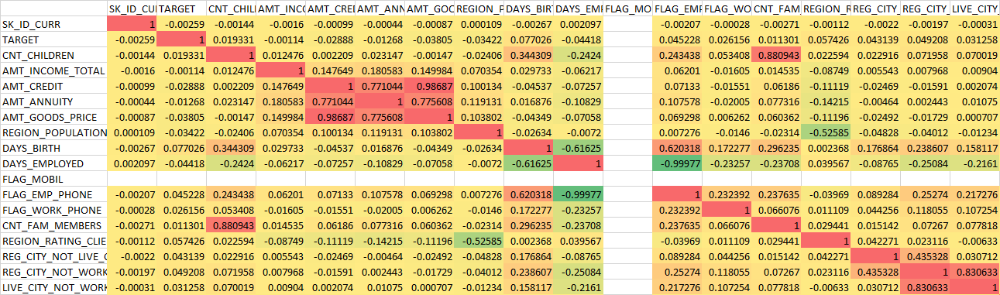 SK_ID_CUI TARGET CNT_CHIL AMT_INCO AMT_CREI AMT_ANN AMT_GOC REGION_P DAYS_BIRT DAYS_EMP FLAG_MO FLAG_EMP FLAG_WO CNT_FAM_ REGION_R REG_CITY_ REG_CITY_ LIVE_CITY_
SK_ID_CURR 1 -0.00259 -0.00144 -0.0016 -0.00099 -0.00044 -0.00087 0.000109 -0.00267 0.002097 -0.00207 -0.00028 -0.00271 -0.00112 -0.0022 -0.00197 -0.00031
TARGET -0.00259 1 0.019331 -0.00114 -0.02888 -0.01268 -0.03805 -0.03422 0.077026 -0.04418 0.045228 0.026156 0.011301 0.057426 0.043139 0.049208 0.031258
CNT_CHILDREN -0.00144 0.019331 1 0.012476 0.002209 0.023147 -0.00147 -0.02406 0.344309 -0.2424 0.243438 0.053408 0.880943 0.022594 0.022916 0.071958 0.070019
AMT_INCOME_TOTAL -0.0016 -0.00114 0.012476 1 0.147649 0.180583 0.149984 0.070354 0.029733 -0.06217 0.06201 -0.01605 0.014535 -0.08749 0.005543 0.007968 0.00904
AMT_CREDIT -0.00099 -0.02888 0.002209 0.147649 1 0.771044 0.98687 0.100134 -0.04537 -0.07257 0.07133 -0.01551 0.06186 -0.11119 -0.02469 -0.01591 0.002074
AMT_ANNUITY -0.00044 -0.01268 0.023147 0.180583 0.771044 1 0.775608 0.119131 0.016876 -0.10829 0.107578 -0.02005 0.077316 -0.14215 -0.00464 0.002443 0.01075
AMT_GOODS_PRICE -0.00087 -0.03805 -0.00147 0.149984 0.98687 0.775608 1 0.103802 -0.04349 -0.07058 0.069298 0.006262 0.060362 -0.11196 -0.02492 -0.01729 0.000707
REGION_POPULATION 0.000109 -0.03422 -0.02406 0.070354 0.100134 0.119131 0.103802 1 -0.02634 -0.0072 0.007276 -0.0146 -0.02314 -0.52585 -0.04828 -0.04012 -0.01234
DAYS_BIRTH -0.00267 0.077026 0.344309 0.029733 -0.04537 0.016876 -0.04349 -0.02634 1 -0.61625 0.620318 0.172277 0.296235 0.002368 0.176864 0.238607 0.158117
DAYS_EMPLOYED 0.002097 -0.04418 -0.2424 -0.06217 -0.07257 -0.10829 -0.07058 -0.0072 -0.61625 1 -0.99977 -0.23257 -0.23708 0.039567 -0.08765 -0.25084 -0.2161
FLAG_MOBIL
FLAG_EMP_PHONE -0.00207 0.045228 0.243438 0.06201 0.07133 0.107578 0.069298 0.007276 0.620318 -0.99977 1 0.232392 0.237635 -0.03969 0.089284 0.25274 0.217276
FLAG_WORK_PHONE -0.00028 0.026156 0.053408 -0.01605 -0.01551 -0.02005 0.006262 -0.0146 0.172277 -0.23257 0.232392 1 0.066076 0.011109 0.044256 0.118055 0.107254
CNT_FAM_MEMBERS -0.00271 0.011301 0.880943 0.014535 0.06186 0.077316 0.060362 -0.02314 0.296235 -0.23708 0.237635 0.066076 1 0.029441 0.015142 0.07267 0.077818
REGION_RATING_CLIE -0.00112 0.057426 0.022594 -0.08749 -0.11119 -0.14215 -0.11196 -0.52585 0.002368 0.039567 -0.03969 0.011109 0.029441 1 0.042271 0.023116 -0.00633
REG_CITY_NOT_LIVE_C -0.0022 0.043139 0.022916 0.005543 -0.02469 -0.00464 -0.02492 -0.04828 0.176864 -0.08765 0.089284 0.044256 0.015142 0.042271 1 0.435328 0.030712
REG_CITY_NOT_WORK -0.00197 0.049208 0.071958 0.007968 -0.01591 0.002443 -0.01729 -0.04012 0.238607 -0.25084 0.25274 0.118055 0.07267 0.023116 0.435328 1 0.830633
LIVE_CITY_NOT_WORK -0.00031 0.031258 0.070019 0.00904 0.002074 0.01075 0.000707 -0.01234 0.158117 -0.2161 0.217276 0.107254 0.077818 -0.00633 0.030712 0.830633 1